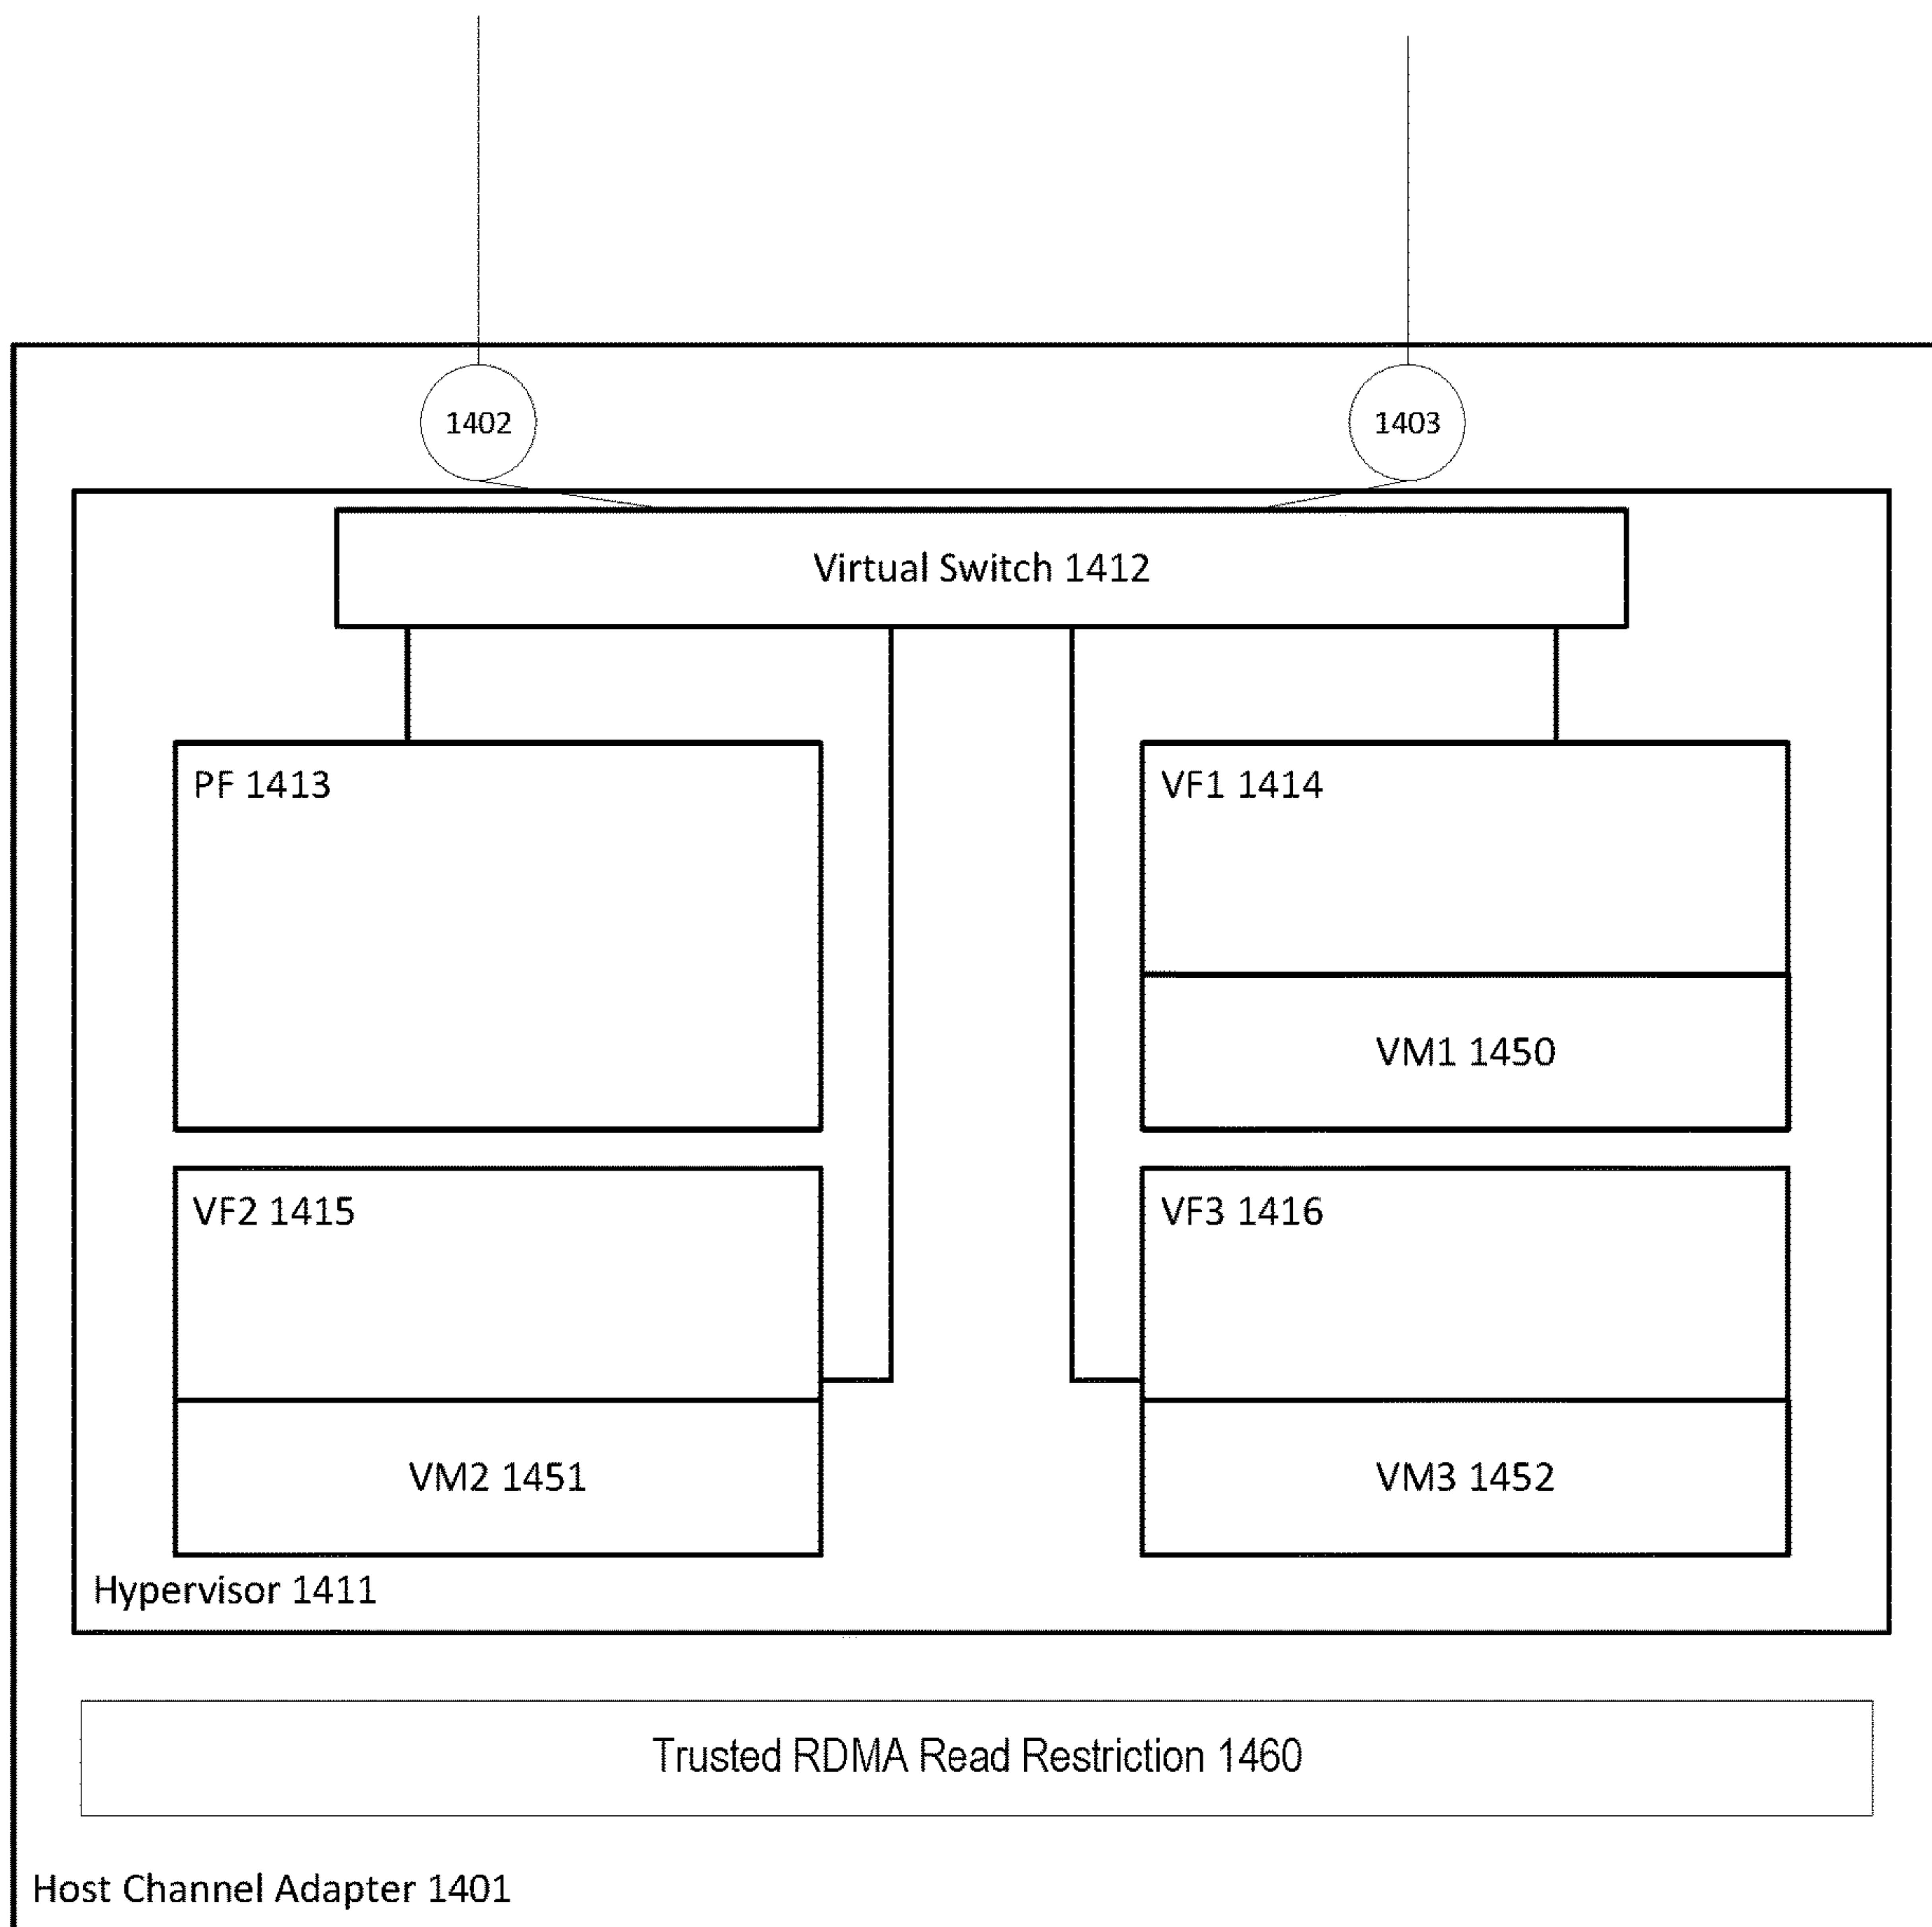 1402
1403
Virtual Switch 1412
PF 1413
VF1 1414
VM1 1450
VF2 1415
VF3 1416
VM2 1451
VM3 1452
Hypervisor 1411
Trusted RDMA Read Restriction 1460
Host Channel Adapter 1401